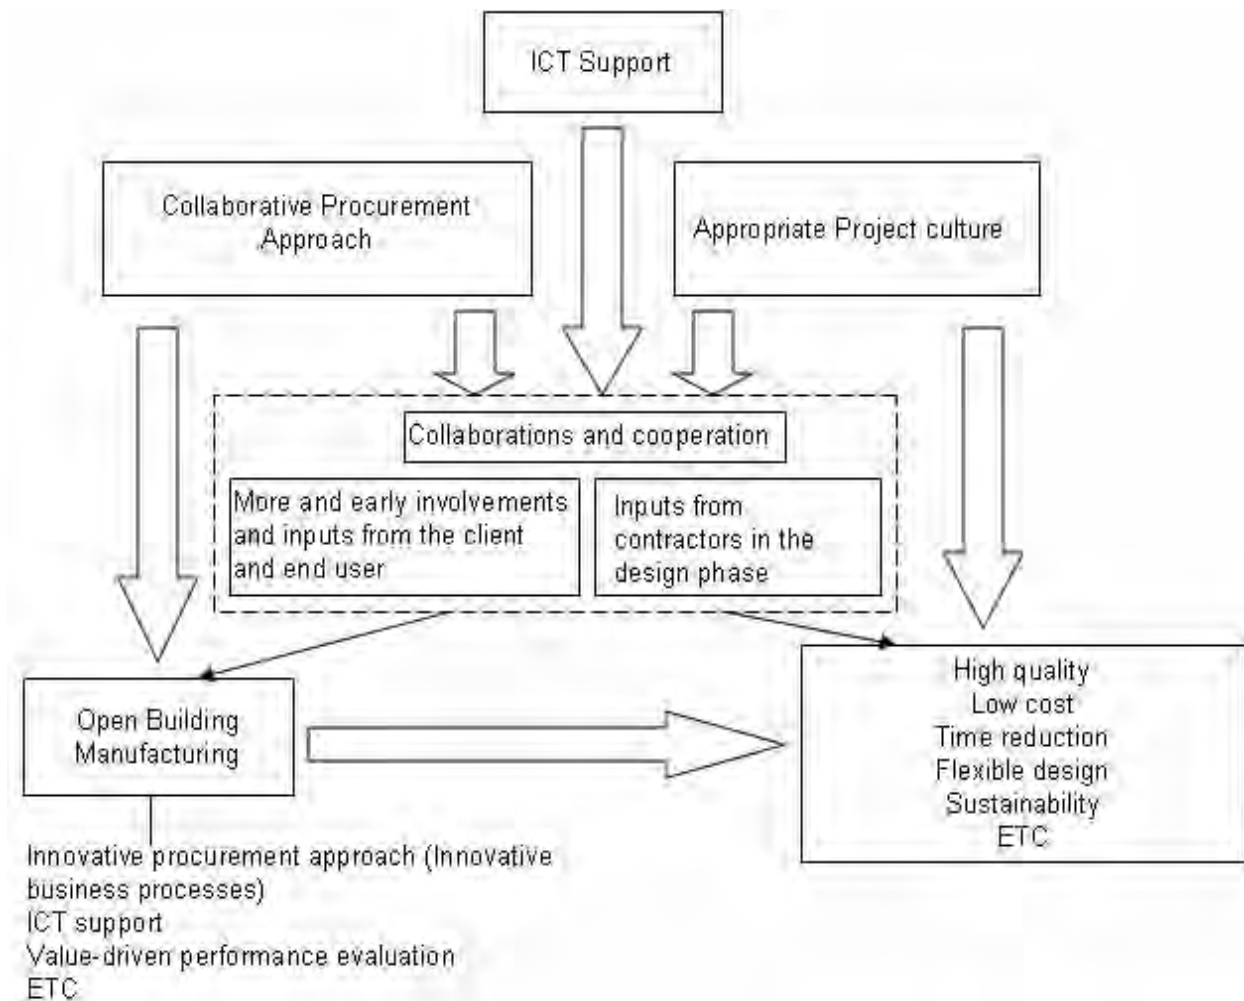 ICT Support
Collaborative Procurement
Approach
Appropriate Project culture
Collaborations and cooperation
More and early involvements
and inputs from the client
and end user
Inputs from
contractors in the
design phase
Open Building
Manufacturing
High quality
Low cost
Time reduction
Flexible design
Sustainability
ETC
Innovative procurement approach (Innovative
business processes)
ICT support
Value-driven performance evaluation
ETC